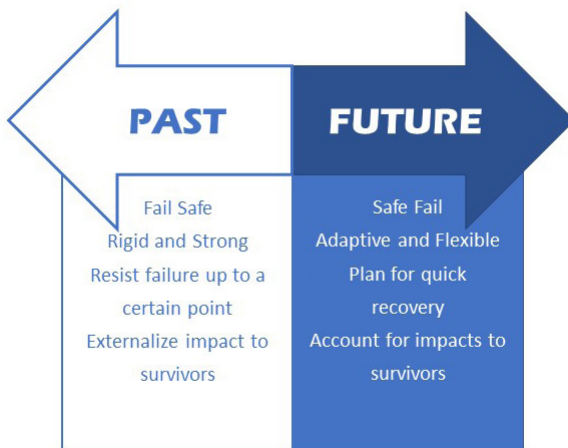 PAST
Fail Safe
Rigid and Strong
Resist failure up to a
certain point
Externalize impact to
survivors
FUTURE
Safe Fail
Adaptive and Flexible
Plan for quick
recovery
Account for impacts to
survivors